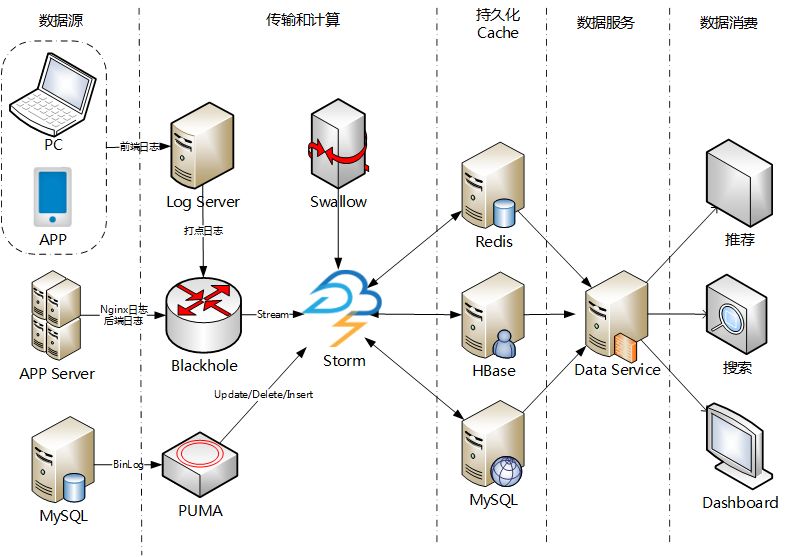 数据源
传输和计算
持久化
Cache
数据服务
数据消费
PC
APP
前端日志
Log Server
Swallow
打点日志
Redis
推荐
APP Server
Nginx日志
后端日志
Blackhole
Stream
Storm
HBase
Data Service
搜索
Update/Delete/Insert
MySQL
BinLog
PUMA
MySQL
Dashboard